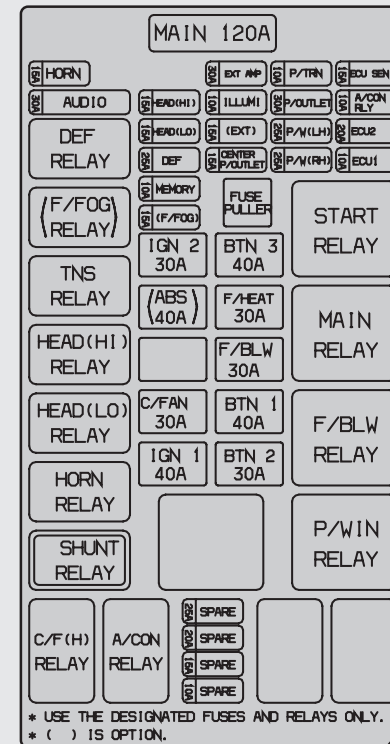 MAIN 120A
15A HORN
30A EXT AMP
10A P/TRN
15A ECU SEN
30A AUDIO
15A HEAD(HI)
10A ILLUMI
30A P/OUTLET
10A A/CON RLY
15A HEAD(LO)
15A (EXT)
25A P/W(LH)
20A ECU2
25A DEF
15A CENTER P/OUTLET
25A P/W(RH)
10A ECU1
DEF
RELAY
10A MEMORY
15A (F/FOG)
FUSE
PULLER
START
RELAY
(F/FOG)
RELAY
IGN 2
30A
BTN 3
40A
TNS
RELAY
(ABS)
40A
F/HEAT
30A
MAIN
RELAY
HEAD(HI)
RELAY
F/BLW
30A
HEAD(LO)
RELAY
C/FAN
30A
BTN 1
40A
F/BLW
RELAY
HORN
RELAY
IGN 1
40A
BTN 2
30A
SHUNT
RELAY
P/WIN
RELAY
C/F(H)
RELAY
A/CON
RELAY
25A SPARE
20A SPARE
15A SPARE
10A SPARE
* USE THE DESIGNATED FUSES AND RELAYS ONLY.
* ( ) IS OPTION.